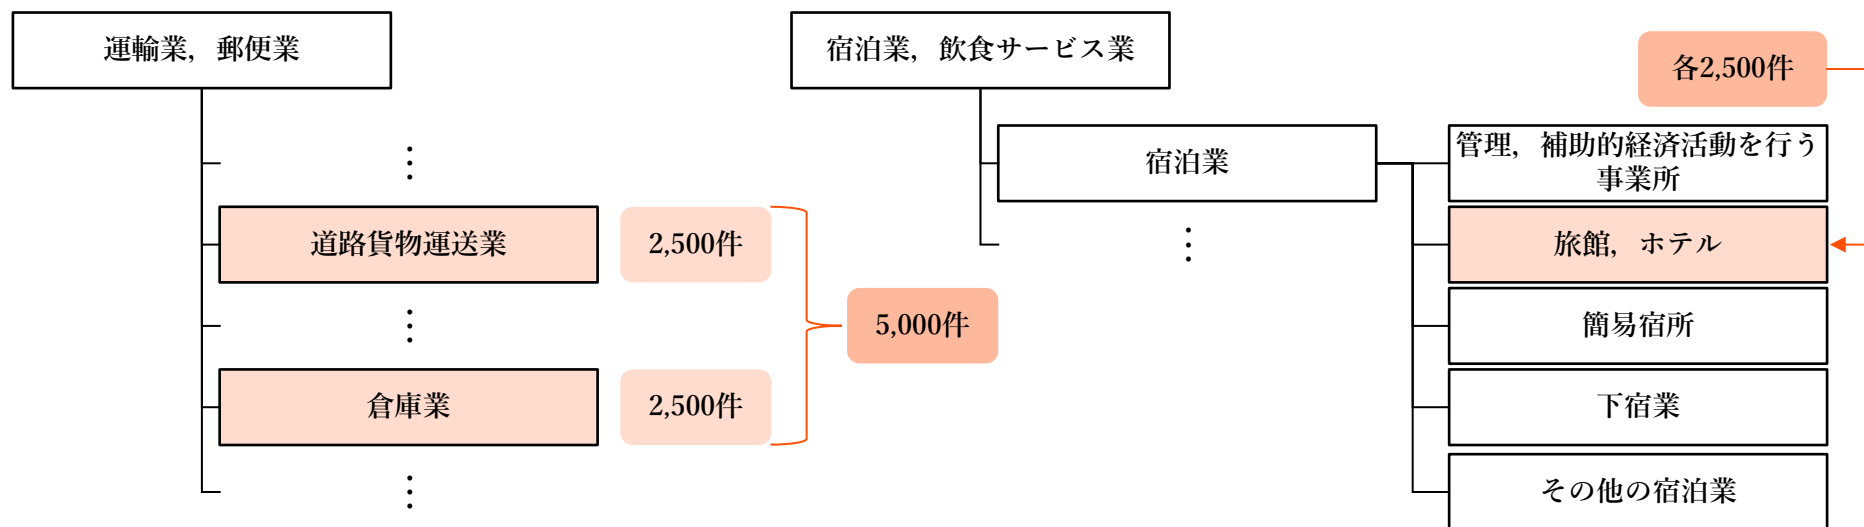 運輸業，郵便業
⋮
道路貨物運送業
2,500件
⋮
5,000件
倉庫業
2,500件
⋮
宿泊業，飲食サービス業
宿泊業
⋮
各2,500件
管理，補助的経済活動を行う
事業所
旅館，ホテル
簡易宿所
下宿業
その他の宿泊業